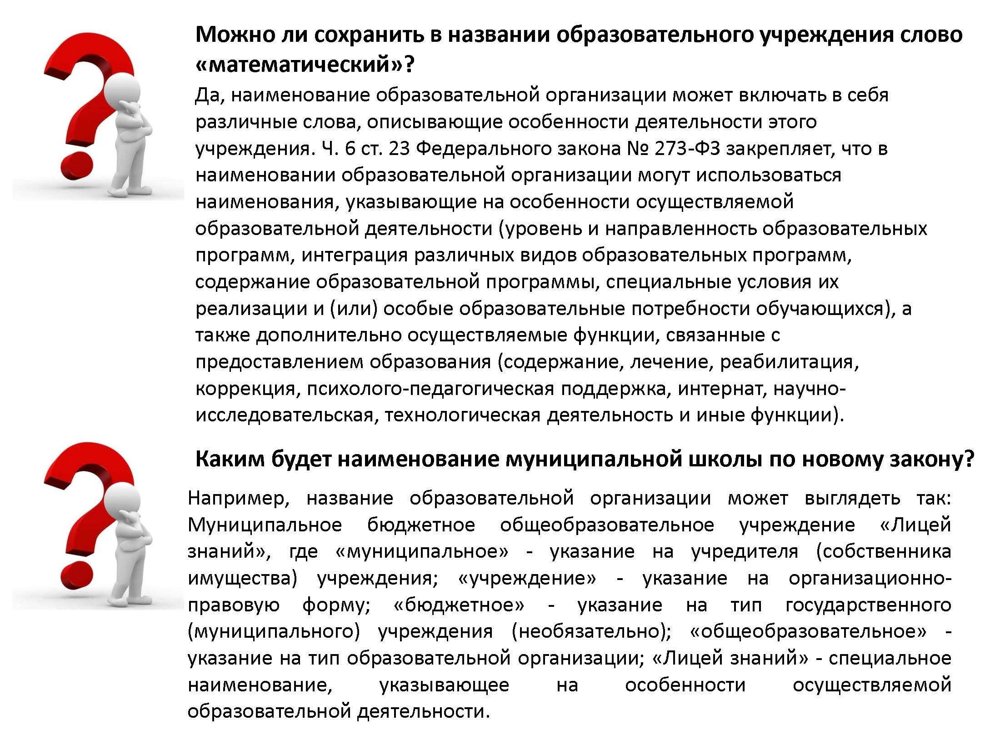 Можно ли сохранить в названии образовательного учреждения слово
«математический»?
Да, наименование образовательной организации может включать в себя
различные слова, описывающие особенности деятельности этого
учреждения. Ч. 6 ст. 23 Федерального закона № 273-ФЗ закрепляет, что в
наименовании образовательной организации могут использоваться
наименования, указывающие на особенности осуществляемой
образовательной деятельности (уровень и направленность образовательных
программ, интеграция различных видов образовательных программ,
содержание образовательной программы, специальные условия их
реализации и (или) особые образовательные потребности обучающихся), а
также дополнительно осуществляемые функции, связанные с
предоставлением образования (содержание, лечение, реабилитация,
коррекция, психолого-педагогическая поддержка, интернат, научно-
исследовательская, технологическая деятельность и иные функции).
Каким будет наименование муниципальной школы по новому закону?
Например, название образовательной организации может выглядеть так:
Муниципальное бюджетное общеобразовательное учреждение «Лицей
знаний», где «муниципальное» - указание на учредителя (собственника
имущества) учреждения; «учреждение» - указание на организационно-
правовую форму; «бюджетное» - указание на тип государственного
(муниципального) учреждения (необязательно); «общеобразовательное» -
указание на тип образовательной организации; «Лицей знаний» - специальное
наименование, указывающее на особенности осуществляемой
образовательной деятельности.